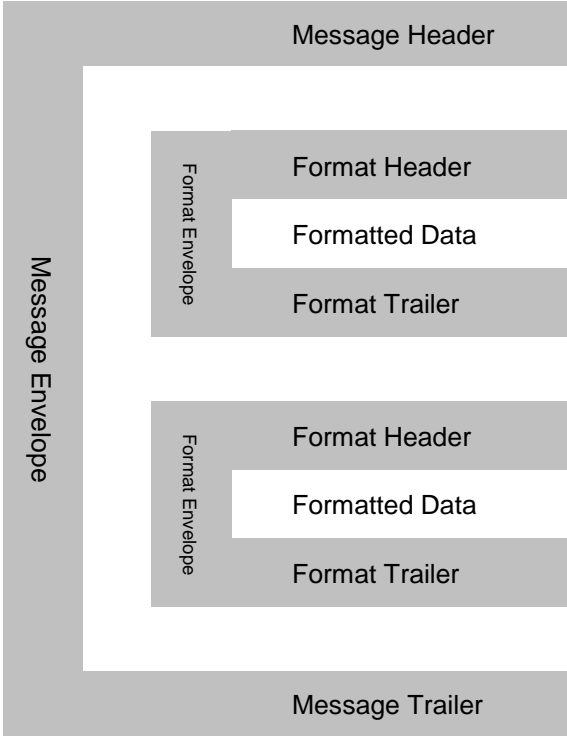 Message Header
Message Envelope
Format Envelope
Format Header
Formatted Data
Format Trailer
Format Envelope
Format Header
Formatted Data
Format Trailer
Message Trailer